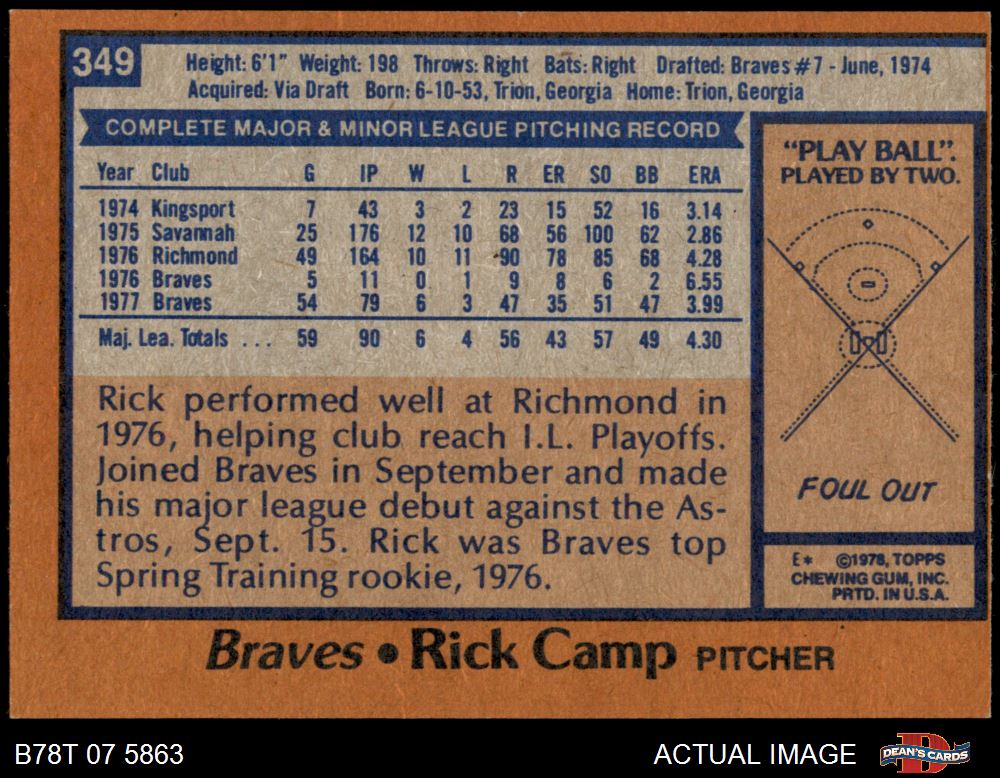 349
Height: 6'1" Weight: 198 Throws: Right Bats: Right Drafted: Braves #7 - June, 1974
Acquired: Via Draft Born: 6-10-53, Trion, Georgia Home: Trion, Georgia
COMPLETE MAJOR & MINOR LEAGUE PITCHING RECORD
Year Club G IP W L R ER SO BB ERA
1974 Kingsport 7 43 3 2 23 15 52 16 3.14
1975 Savannah 25 176 12 10 68 56 100 62 2.86
1976 Richmond 49 164 10 11 90 78 85 68 4.28
1976 Braves 5 11 0 1 9 8 6 2 6.55
1977 Braves 54 79 6 3 47 35 51 47 3.99
Maj. Lea. Totals ... 59 90 6 4 56 43 57 49 4.30
Rick performed well at Richmond in
1976, helping club reach I.L. Playoffs.
Joined Braves in September and made
his major league debut against the As-
tros, Sept. 15. Rick was Braves top
Spring Training rookie, 1976.
"PLAY BALL".
PLAYED BY TWO.
FOUL OUT
E* ©1978, TOPPS
CHEWING GUM, INC.
PRTD. IN U.S.A.
Braves • Rick Camp PITCHER
B78T 07 5863 ACTUAL IMAGE
DEAN'S CARDS